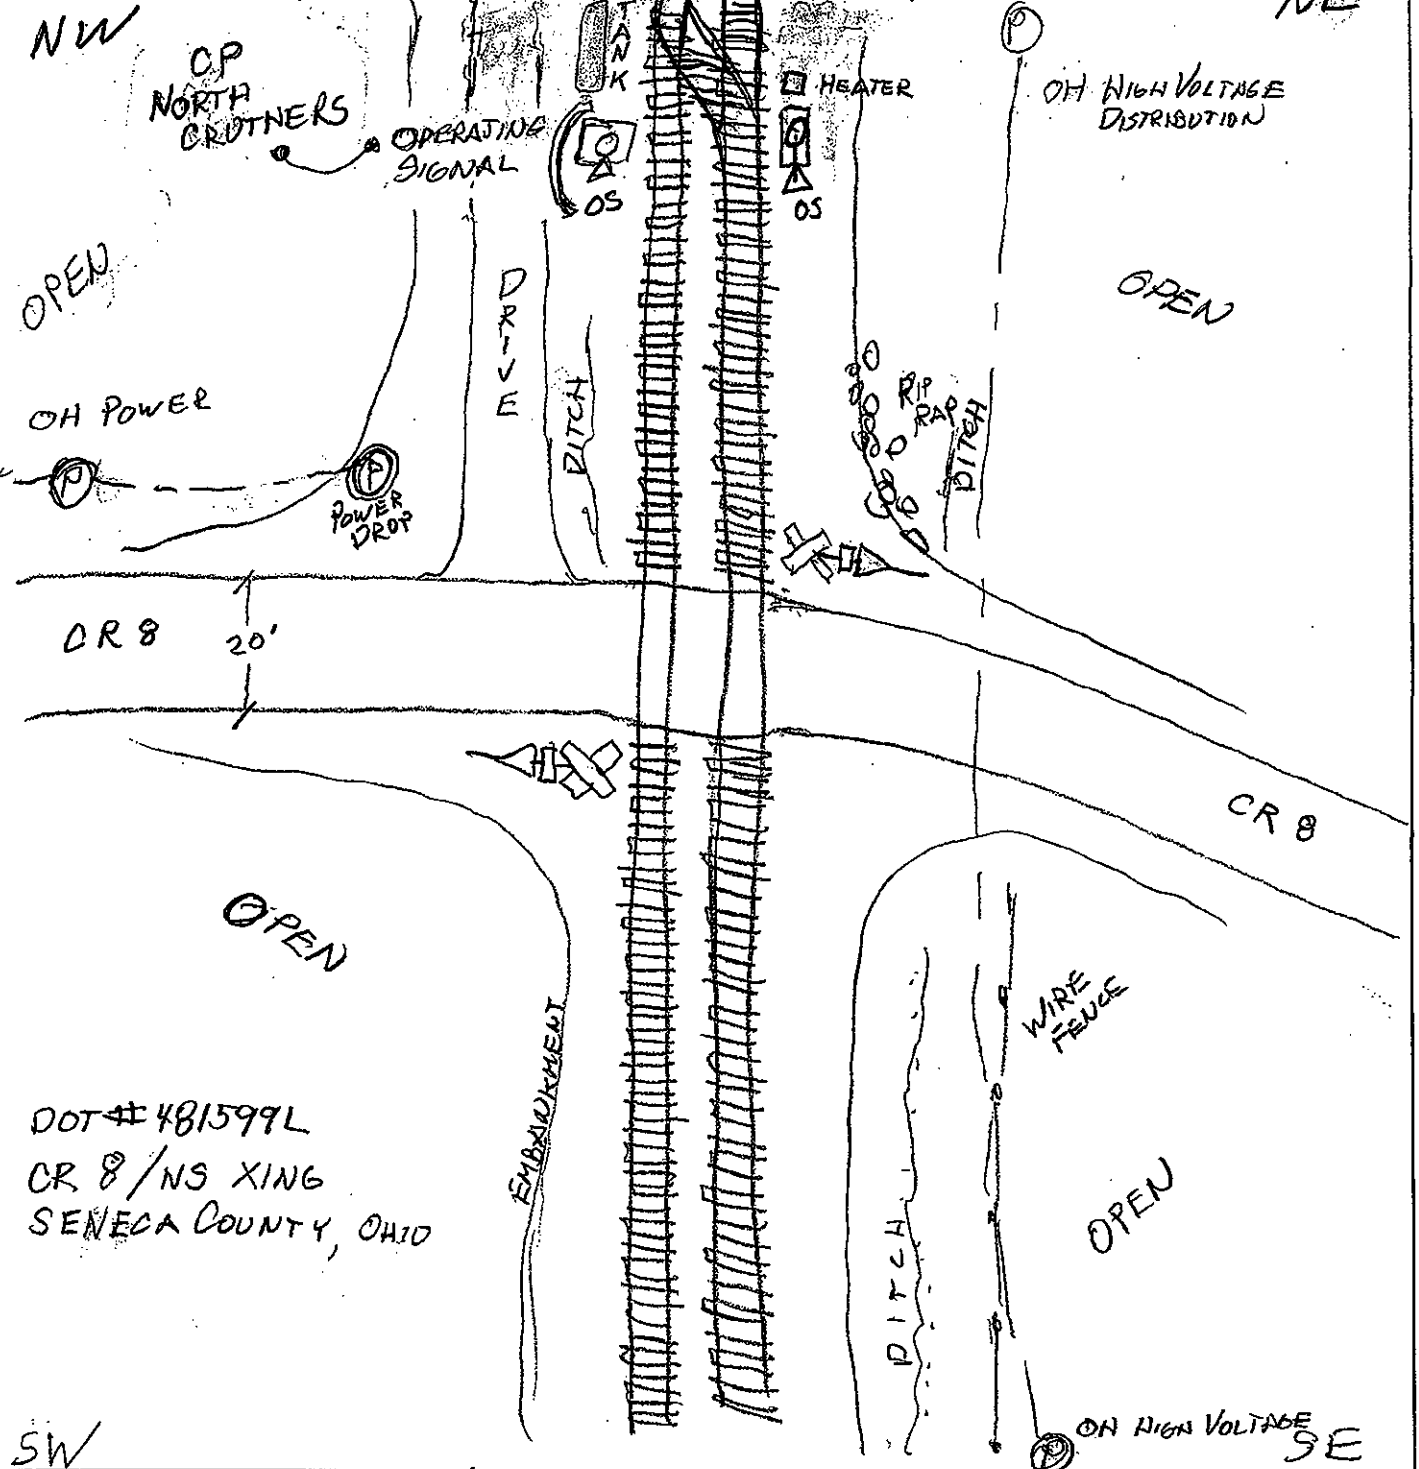 NW
NE
TANK
P
CP
NORTH
CRUTNERS
OPERATING
SIGNAL
HEATER
OH HIGH VOLTAGE
DISTRIBUTION
OS
OS
OPEN
OPEN
DRIVE
DITCH
RIP
RAP
DITCH
OH POWER
P
P
POWER
DROP
CR 8
20'
CR 8
OPEN
WIRE
FENCE
EMBANKMENT
DOT# 481599L
CR 8/NS XING
SENECA COUNTY, OHIO
OPEN
DITCH
SW
P
OH HIGH VOLTAGE
SE